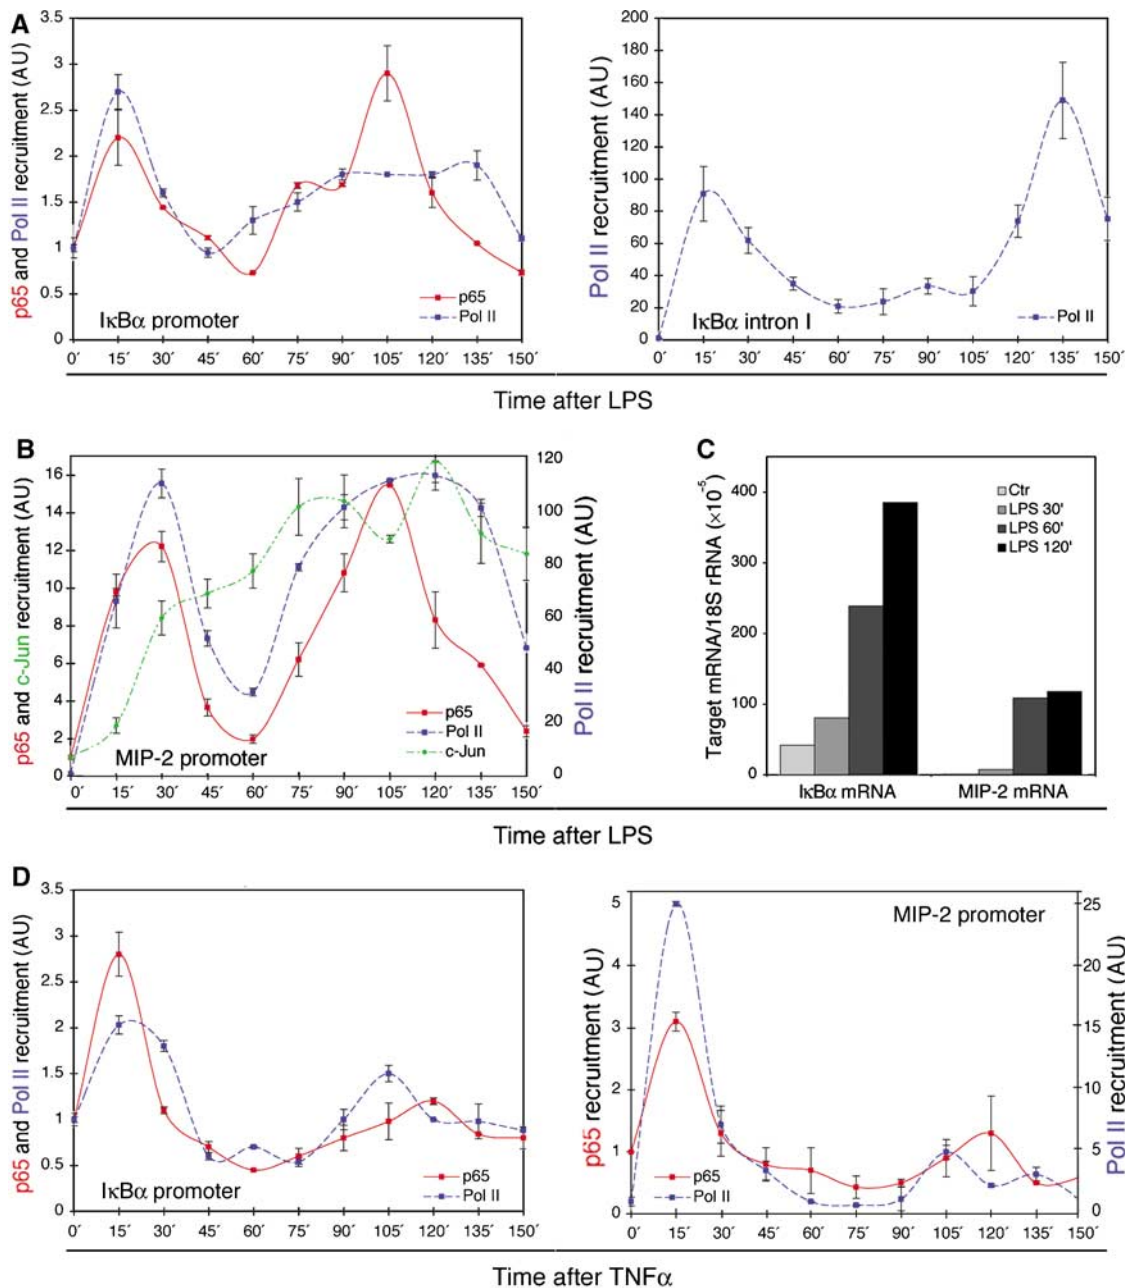 A
p65 and Pol II recruitment (AU)
3.5
3
2.5
2
1.5
1
0.5
0
IκBα promoter
p65
Pol II
0´ 15´ 30´ 45´ 60´ 75´ 90´ 105´ 120´ 135´ 150´
Pol II recruitment (AU)
200
180
160
140
120
100
80
60
40
20
0
IκBα intron I
Pol II
0´ 15´ 30´ 45´ 60´ 75´ 90´ 105´ 120´ 135´ 150´
Time after LPS
B
p65 and c-Jun recruitment (AU)
16
14
12
10
8
6
4
2
0
MIP-2 promoter
p65
Pol II
c-Jun
120
100
80
60
40
20
0
Pol II recruitment (AU)
0´ 15´ 30´ 45´ 60´ 75´ 90´ 105´ 120´ 135´ 150´
C
Target mRNA/18S rRNA (×10⁻⁵)
400
300
200
100
0
Ctr
LPS 30'
LPS 60'
LPS 120'
IκBα mRNA MIP-2 mRNA
Time after LPS
D
p65 and Pol II recruitment (AU)
3.5
3
2.5
2
1.5
1
0.5
0
IκBα promoter
p65
Pol II
0´ 15´ 30´ 45´ 60´ 75´ 90´ 105´ 120´ 135´ 150´
p65 recruitment (AU)
5
4
3
2
1
0
MIP-2 promoter
p65
Pol II
25
20
15
10
5
0
Pol II recruitment (AU)
0´ 15´ 30´ 45´ 60´ 75´ 90´ 105´ 120´ 135´ 150´
Time after TNFα